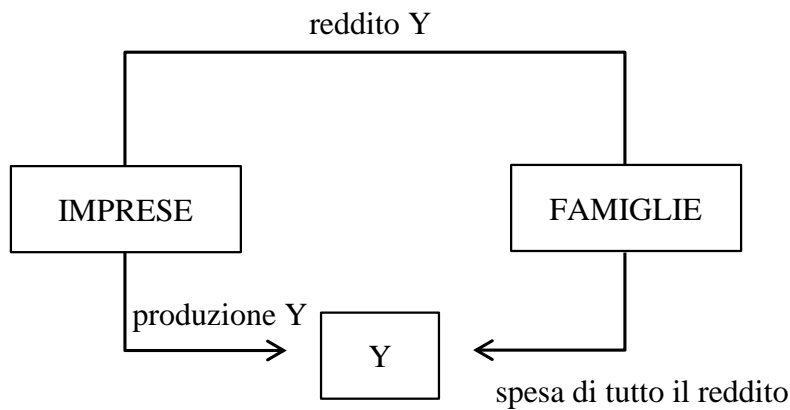 reddito Y
IMPRESE
FAMIGLIE
produzione Y
Y
spesa di tutto il reddito